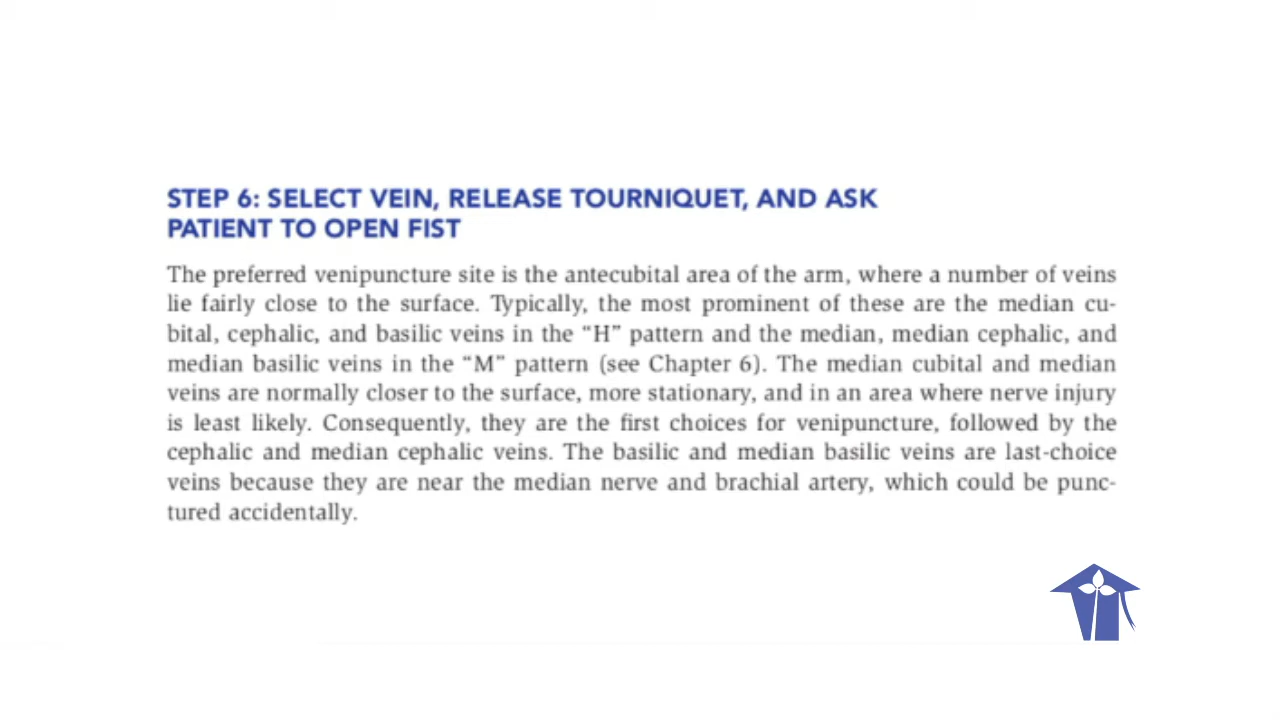 STEP 6: SELECT VEIN, RELEASE TOURNIQUET, AND ASK
PATIENT TO OPEN FIST
The preferred venipuncture site is the antecubital area of the arm, where a number of veins
lie fairly close to the surface. Typically, the most prominent of these are the median cu-
bital, cephalic, and basilic veins in the “H” pattern and the median, median cephalic, and
median basilic veins in the “M” pattern (see Chapter 6). The median cubital and median
veins are normally closer to the surface, more stationary, and in an area where nerve injury
is least likely. Consequently, they are the first choices for venipuncture, followed by the
cephalic and median cephalic veins. The basilic and median basilic veins are last-choice
veins because they are near the median nerve and brachial artery, which could be punc-
tured accidentally.